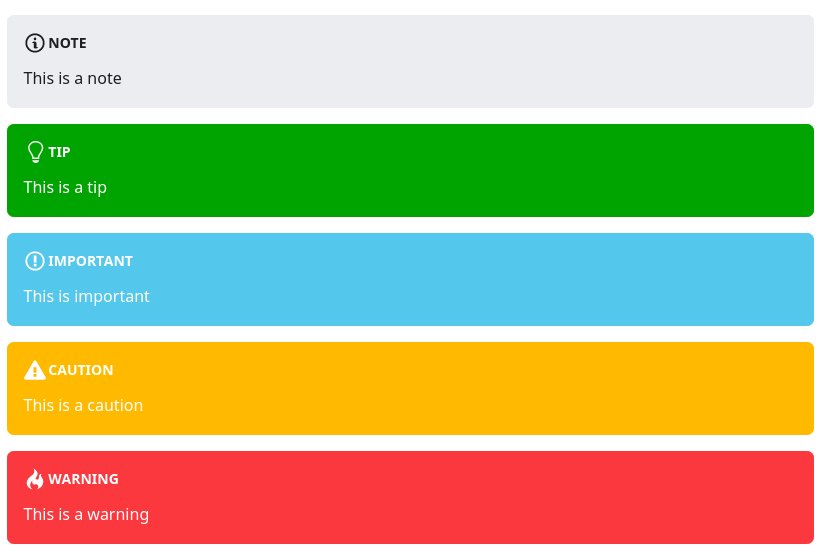 NOTE
This is a note
TIP
This is a tip
IMPORTANT
This is important
CAUTION
This is a caution
WARNING
This is a warning